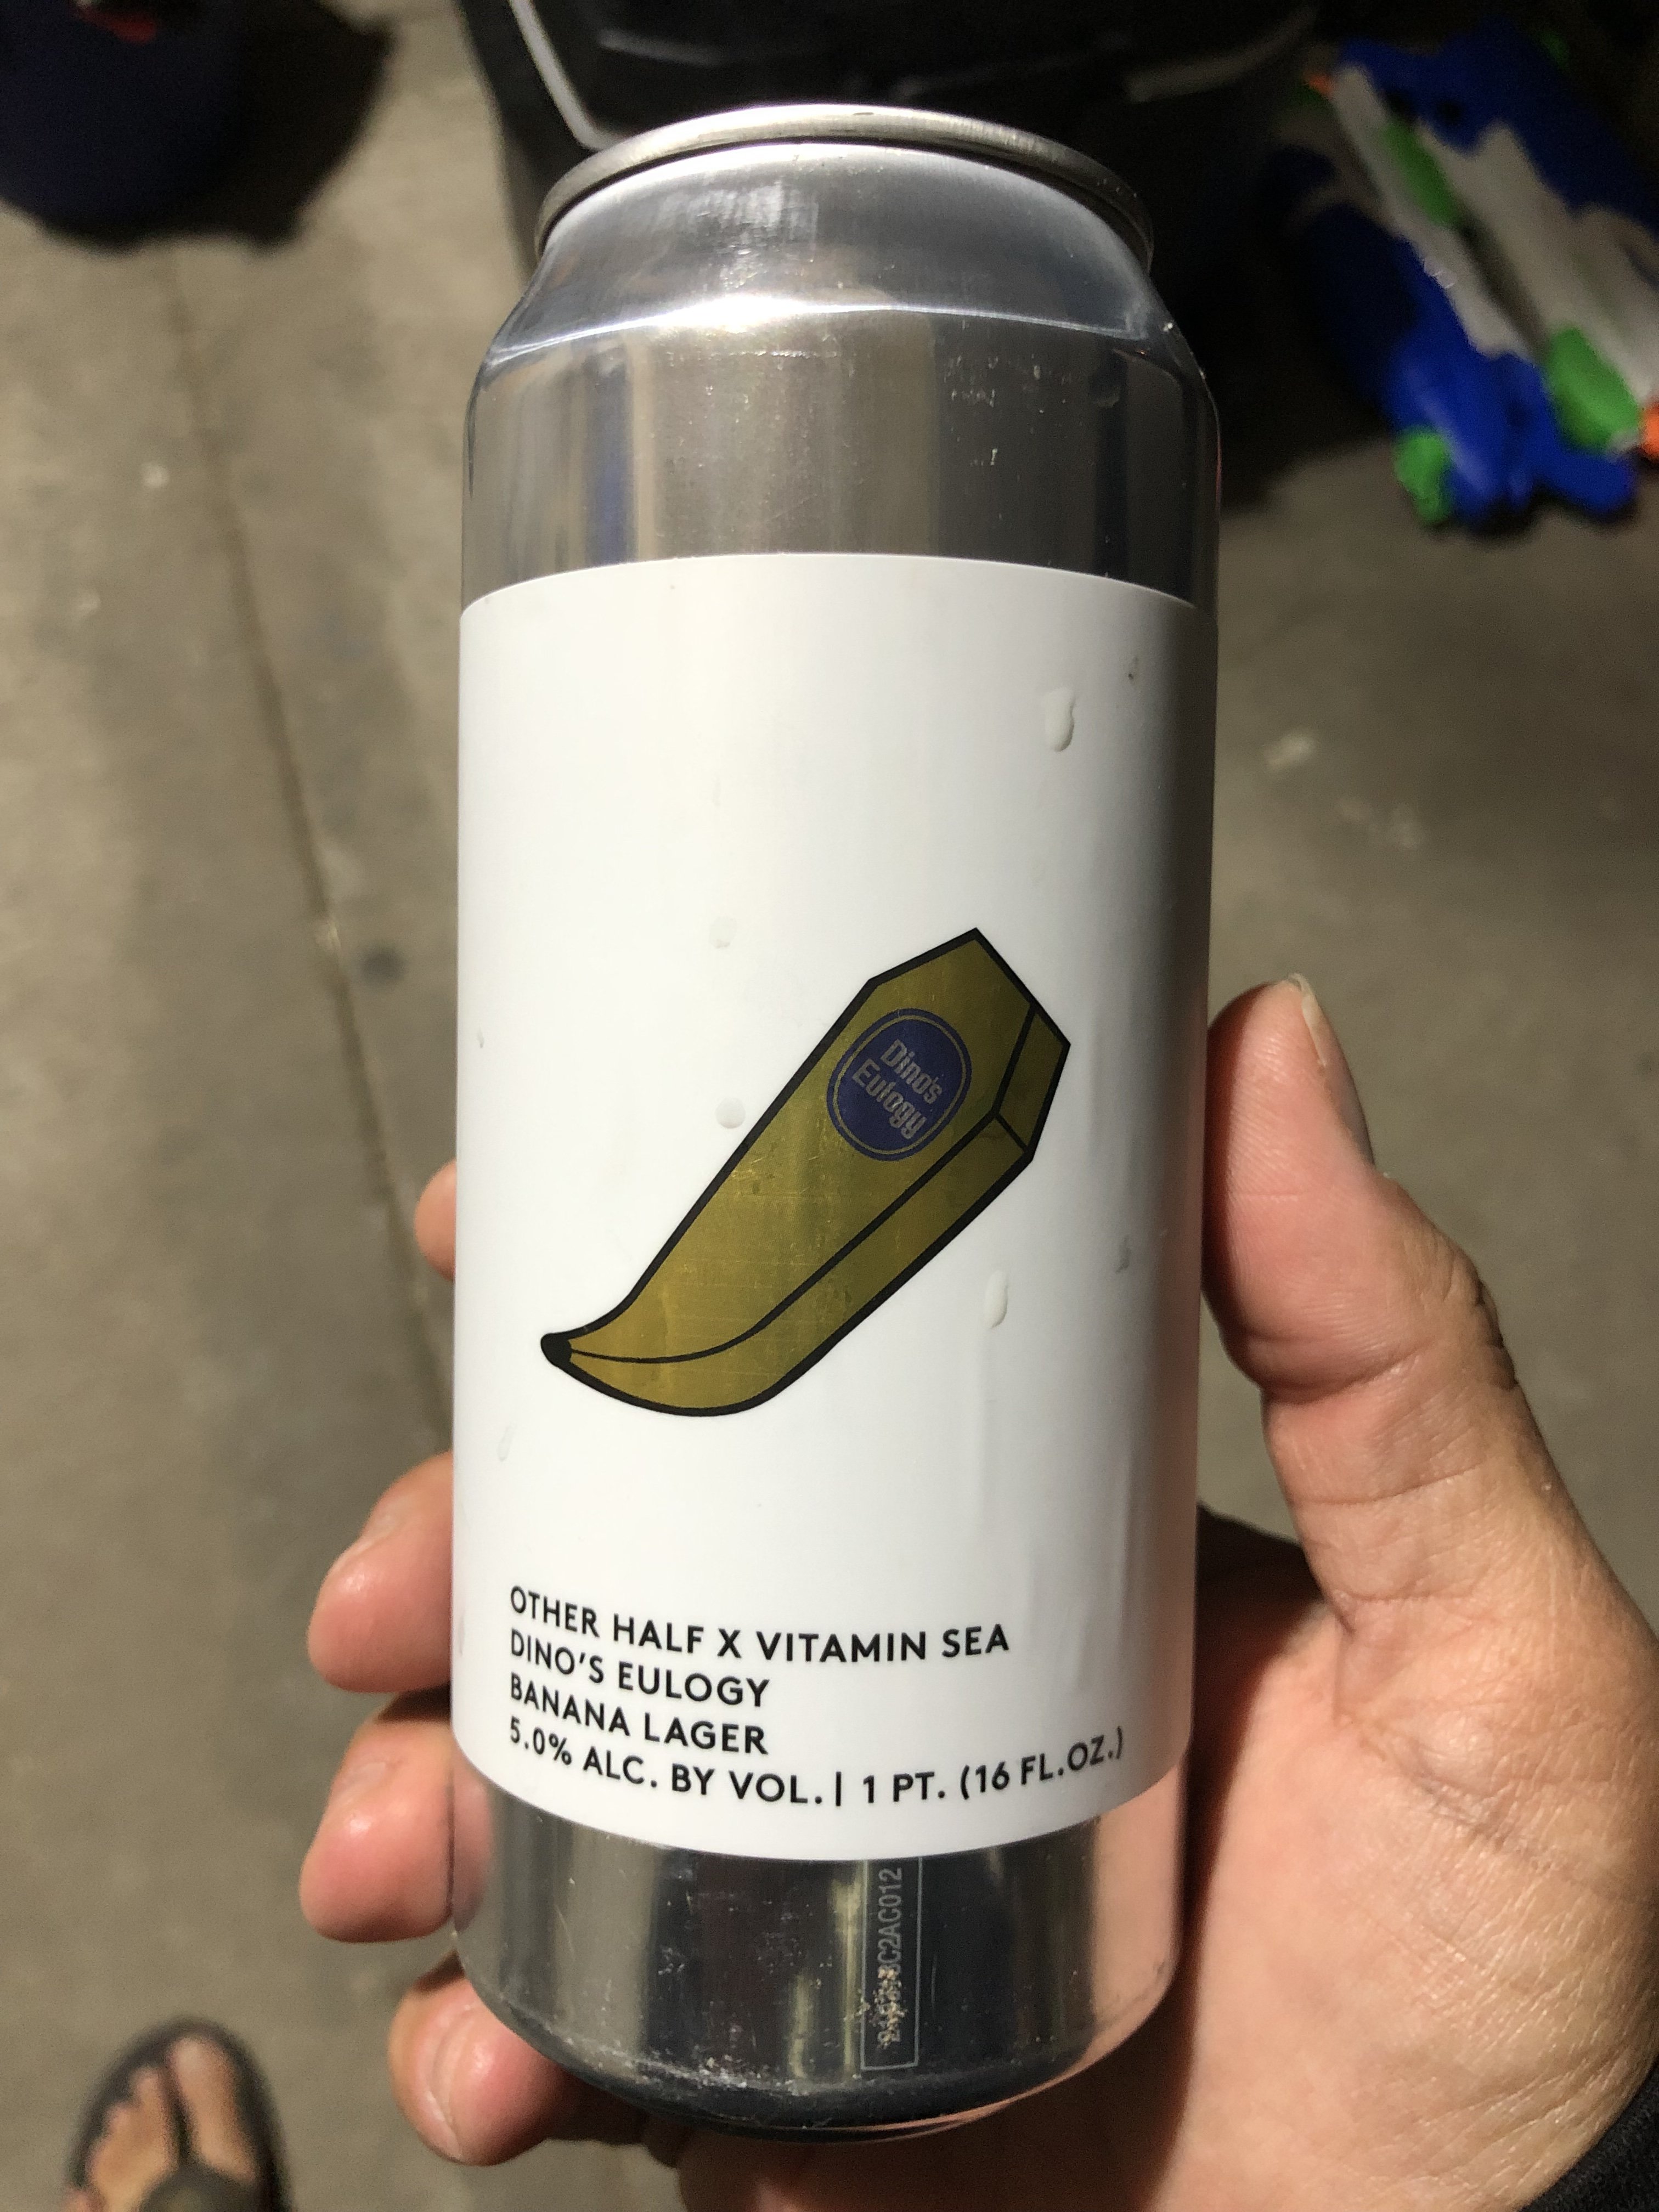 Dino's
Eulogy
OTHER HALF X VITAMIN SEA
DINO'S EULOGY
BANANA LAGER
5.0% ALC. BY VOL. | 1 PT. (16 FL.OZ.)